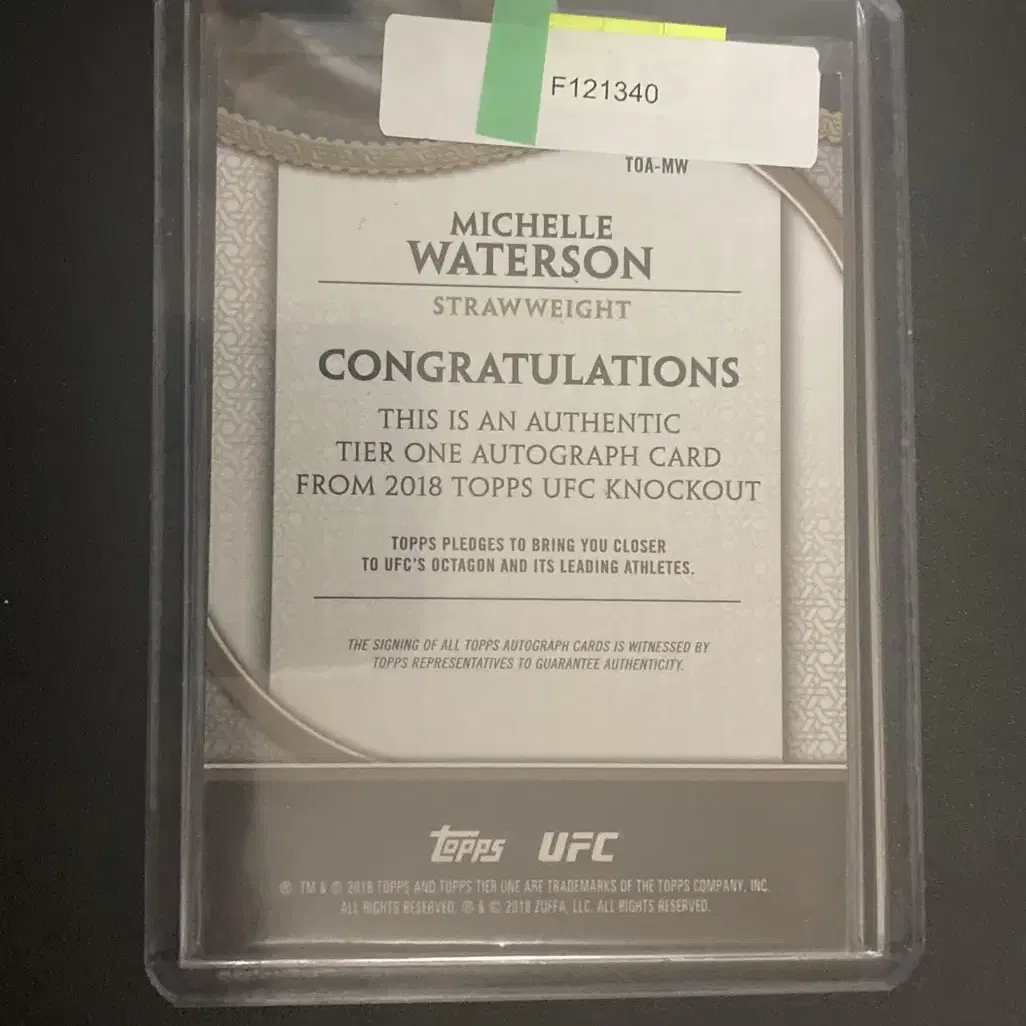 F121340
TOA-MW
MICHELLE
WATERSON
STRAWWEIGHT
CONGRATULATIONS
THIS IS AN AUTHENTIC
TIER ONE AUTOGRAPH CARD
FROM 2018 TOPPS UFC KNOCKOUT
TOPPS PLEDGES TO BRING YOU CLOSER
TO UFC'S OCTAGON AND ITS LEADING ATHLETES.
THE SIGNING OF ALL TOPPS AUTOGRAPH CARDS IS WITNESSED BY
TOPPS REPRESENTATIVES TO GUARANTEE AUTHENTICITY.
Topps UFC
® TM & © 2018 TOPPS AND TOPPS TIER ONE ARE TRADEMARKS OF THE TOPPS COMPANY, INC.
ALL RIGHTS RESERVED. ® & © 2018 ZUFFA, LLC. ALL RIGHTS RESERVED.